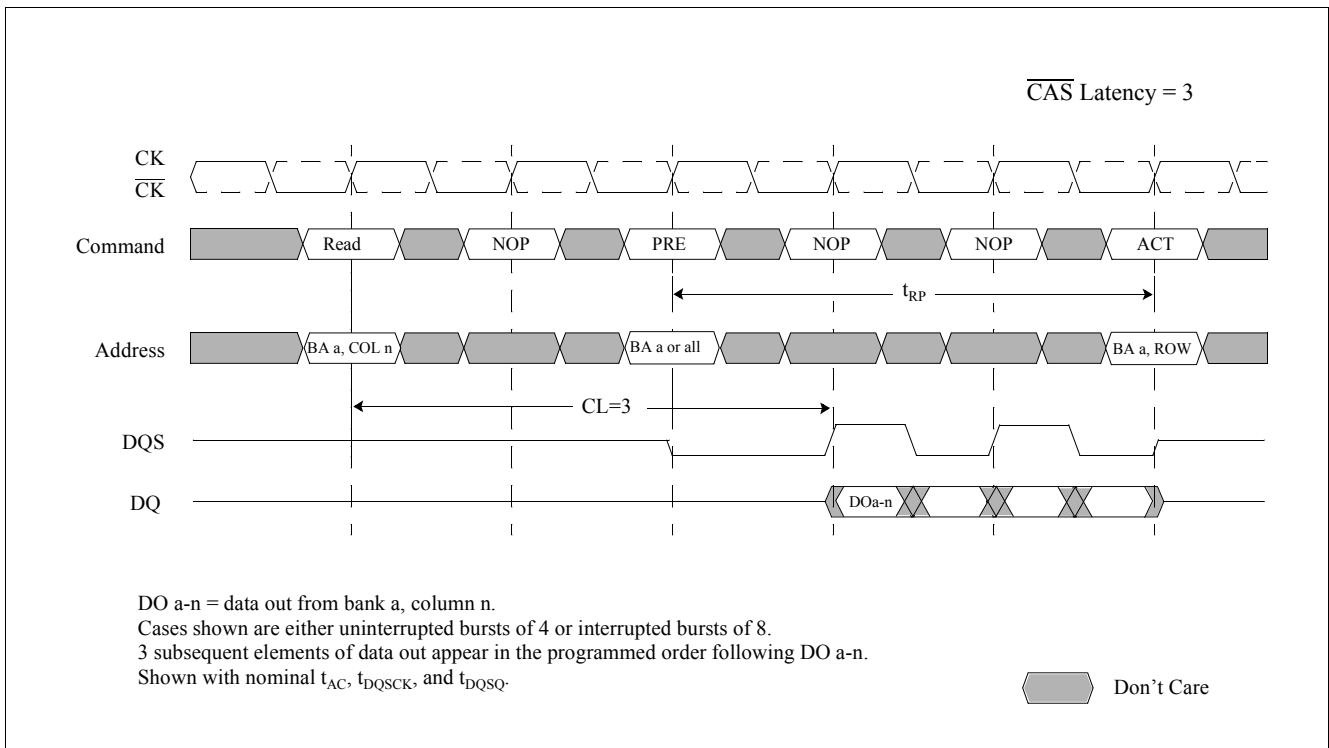 CAS Latency = 3
CK
CK
Command
Read
NOP
PRE
NOP
NOP
ACT
tRP
Address
BA a, COL n
BA a or all
BA a, ROW
CL=3
DQS
DQ
DOa-n
DO a-n = data out from bank a, column n.
Cases shown are either uninterrupted bursts of 4 or interrupted bursts of 8.
3 subsequent elements of data out appear in the programmed order following DO a-n.
Shown with nominal tAC, tDQSCK, and tDQSQ.
Don't Care